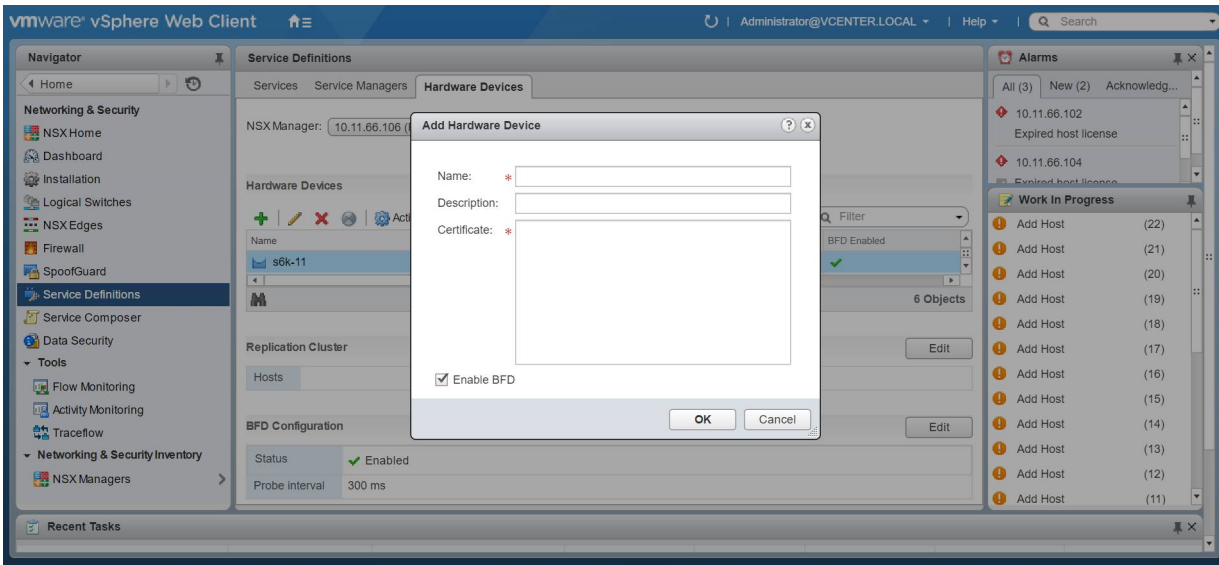 vmware® vSphere Web Client
Administrator@VCENTER.LOCAL
Help
Search
Navigator
Home
Networking & Security
NSX Home
Dashboard
Installation
Logical Switches
NSX Edges
Firewall
SpoofGuard
Service Definitions
Service Composer
Data Security
Tools
Flow Monitoring
Activity Monitoring
Traceflow
Networking & Security Inventory
NSX Managers
Service Definitions
Services Service Managers Hardware Devices
NSX Manager: 10.11.66.106
Hardware Devices
Filter
Name BFD Enabled
s6k-11
6 Objects
Replication Cluster Edit
Hosts
BFD Configuration Edit
Status Enabled
Probe interval 300 ms
Add Hardware Device
Name: *
Description:
Certificate: *
Enable BFD
OK Cancel
Alarms
All (3) New (2) Acknowledg...
10.11.66.102
Expired host license
10.11.66.104
Expired host license
Work In Progress
Add Host (22)
Add Host (21)
Add Host (20)
Add Host (19)
Add Host (18)
Add Host (17)
Add Host (16)
Add Host (15)
Add Host (14)
Add Host (13)
Add Host (12)
Add Host (11)
Recent Tasks